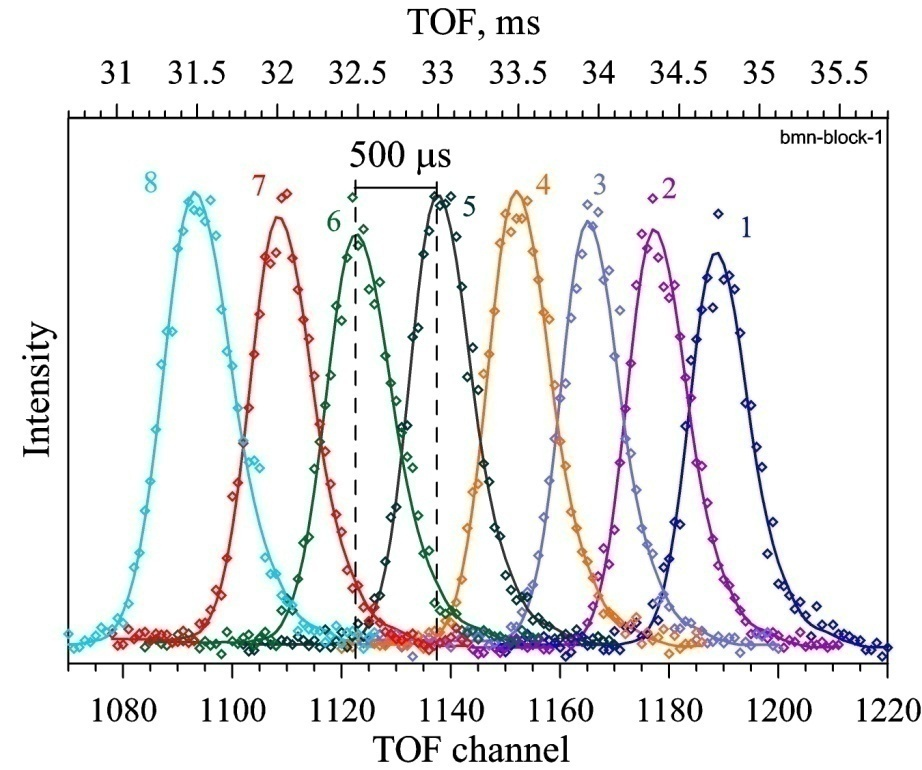 TOF, ms
31 31.5 32 32.5 33 33.5 34 34.5 35 35.5
bmn-block-1
500 μs
8 7 6 5 4 3 2 1
Intensity
1080 1100 1120 1140 1160 1180 1200 1220
TOF channel